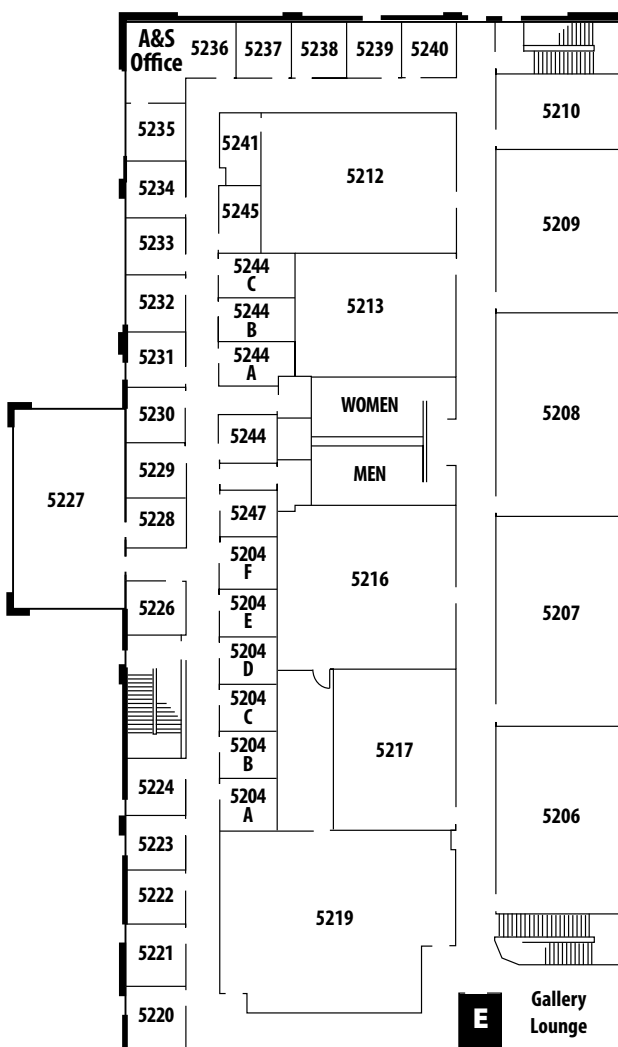 A&S
Office
5236
5237
5238
5239
5240
5235
5241
5210
5212
5234
5245
5209
5233
5244
C
5232
5244
B
5213
5231
5244
A
5230
WOMEN
5208
5244
5229
MEN
5227
5228
5247
5204
F
5216
5207
5226
5204
E
5204
D
5204
C
5224
5204
B
5217
5204
A
5206
5223
5222
5219
5221
5220
E
Gallery
Lounge